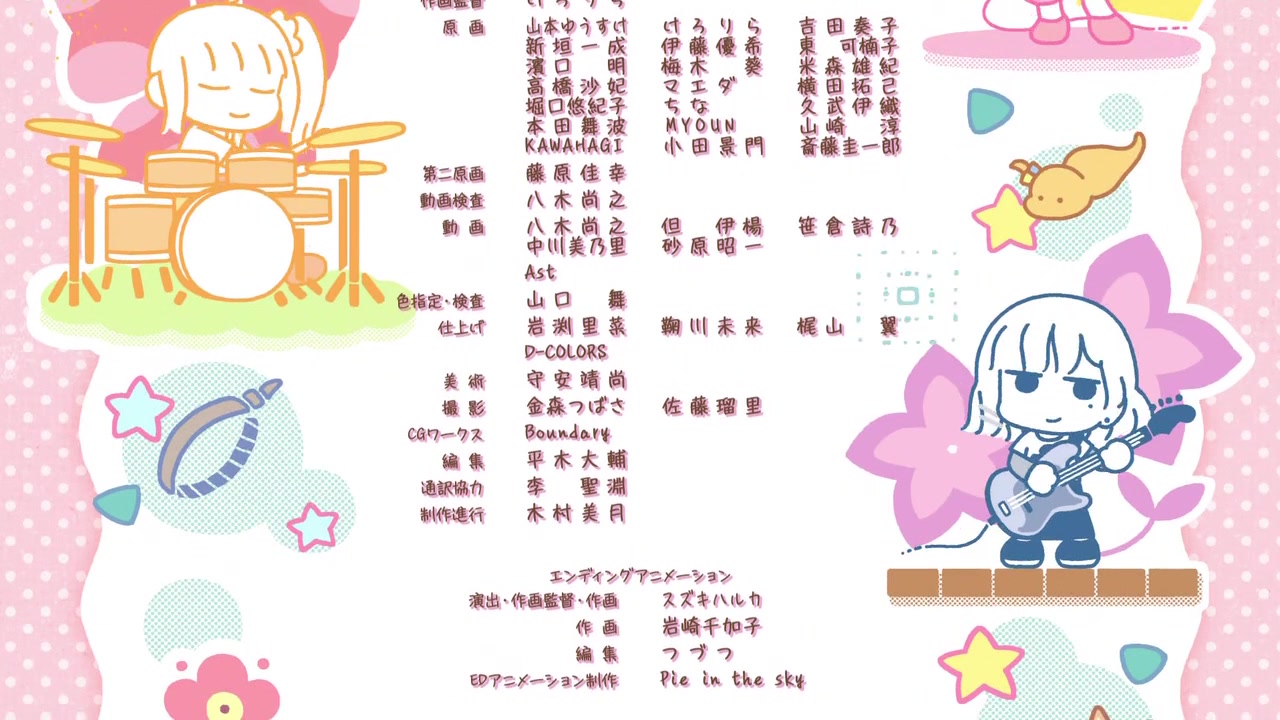 作画監督 けろりら
原画 山本ゆうすけ けろりら 吉田奏子
新垣一成 伊藤優希 東 可楠子
濱口 明 梅木 葵 米森雄紀
高橋沙妃 マエダ 横田拓己
堀口悠紀子 ちな 久武伊織
本田舞波 MYOUN 山崎 淳
KAWAHAGI 小田景門 斎藤圭一郎
第二原画 藤原佳幸
動画検査 八木尚之
動画 八木尚之 但 伊楊 笹倉詩乃
中川美乃里 砂原昭一
Ast
色指定・検査 山口 舞
仕上げ 岩渕里菜 鞠川未来 梶山 翼
D-COLORS
美術 守安靖尚
撮影 金森つばさ 佐藤瑠里
CGワークス Boundary
編集 平木大輔
通訳協力 李 聖淵
制作進行 木村美月
エンディングアニメーション
演出・作画監督・作画 スズキハルカ
作画 岩崎千加子
編集 つづつ
EDアニメーション制作 Pie in the sky